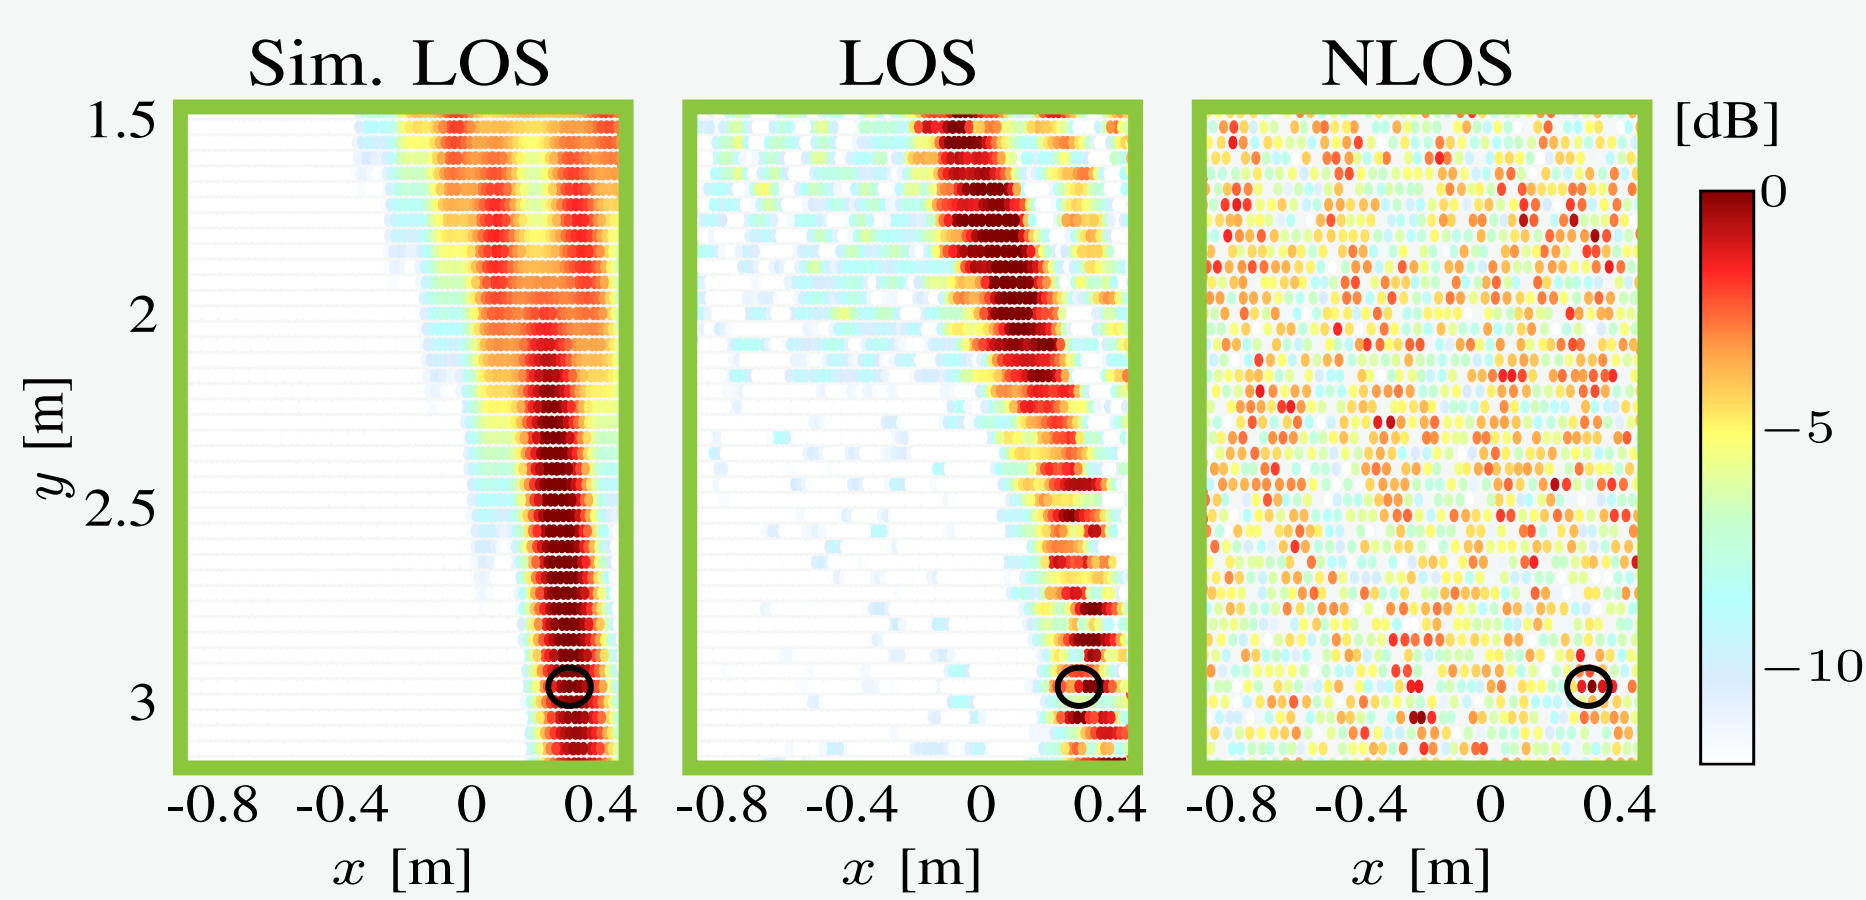 Sim. LOS LOS NLOS
[dB]
1.5
2
2.5
3
y [m]
0
−5
−10
-0.8 -0.4 0 0.4 -0.8 -0.4 0 0.4 -0.8 -0.4 0 0.4
x [m] x [m] x [m]